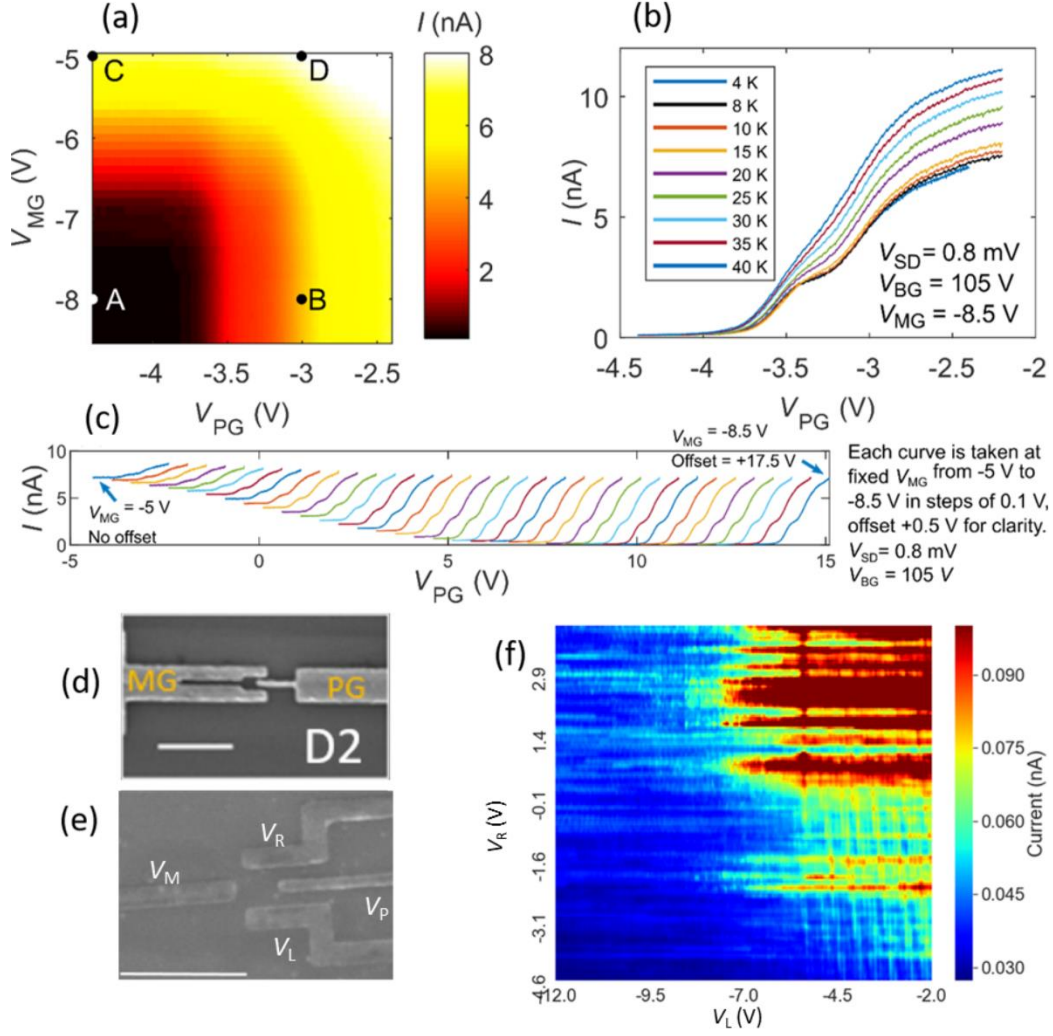 (a)
I (nA)
C
D
A
B
-5
-6
-7
-8
V_MG (V)
-4
-3.5
-3
-2.5
V_PG (V)
8
6
4
2
(b)
4 K
8 K
10 K
15 K
20 K
25 K
30 K
35 K
40 K
V_SD= 0.8 mV
V_BG = 105 V
V_MG = -8.5 V
10
5
0
I (nA)
-4.5
-4
-3.5
-3
-2.5
-2
V_PG (V)
(c)
10
5
0
I (nA)
V_MG = -5 V
No offset
V_MG = -8.5 V
Offset = +17.5 V
-5
0
5
10
15
V_PG (V)
Each curve is taken at
fixed V_MG from -5 V to
-8.5 V in steps of 0.1 V,
offset +0.5 V for clarity.
V_SD= 0.8 mV
V_BG = 105 V
(d)
MG
PG
D2
(e)
V_R
V_M
V_P
V_L
(f)
2.9
1.4
-0.1
-1.6
-3.1
-4.6
V_R (V)
-12.0
-9.5
-7.0
-4.5
-2.0
V_L (V)
0.090
0.075
0.060
0.045
0.030
Current (nA)